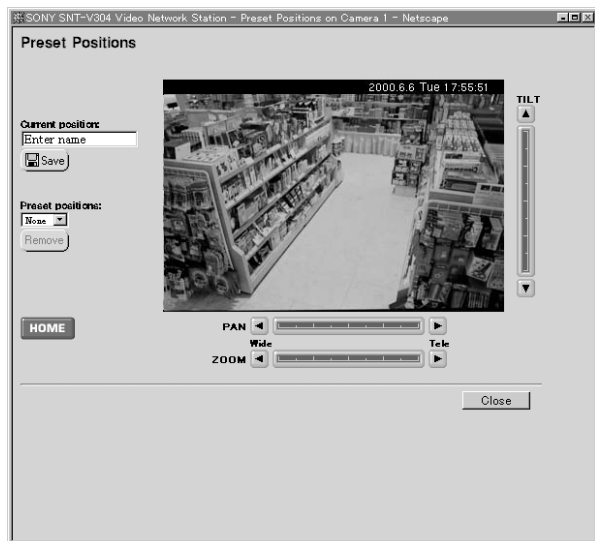 SONY SNT-V304 Video Network Station - Preset Positions on Camera 1 - Netscape
Preset Positions
2000.6.6 Tue 17:55:51
TILT
Current position:
Enter name
Save
Preset positions:
None
Remove
HOME
PAN
Wide
Tele
ZOOM
Close